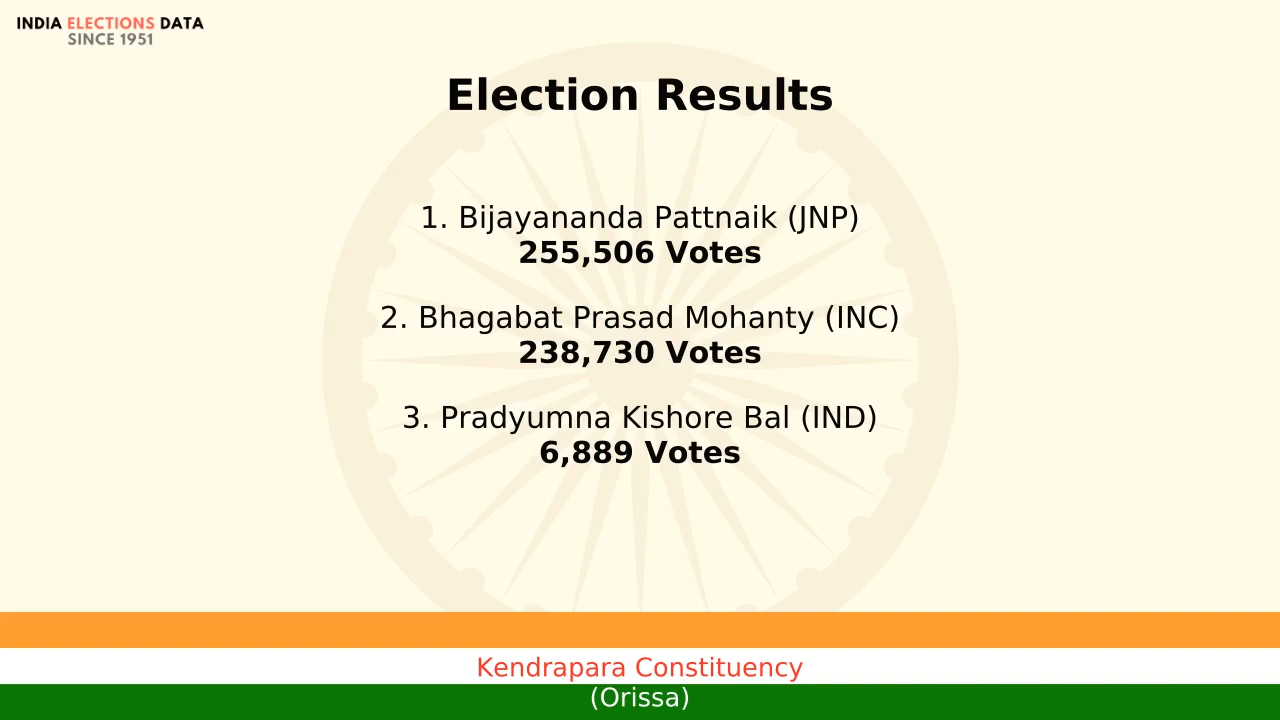 INDIA ELECTIONS DATA
SINCE 1951
Election Results
1. Bijayananda Pattnaik (JNP)
255,506 Votes
2. Bhagabat Prasad Mohanty (INC)
238,730 Votes
3. Pradyumna Kishore Bal (IND)
6,889 Votes
Kendrapara Constituency
(Orissa)